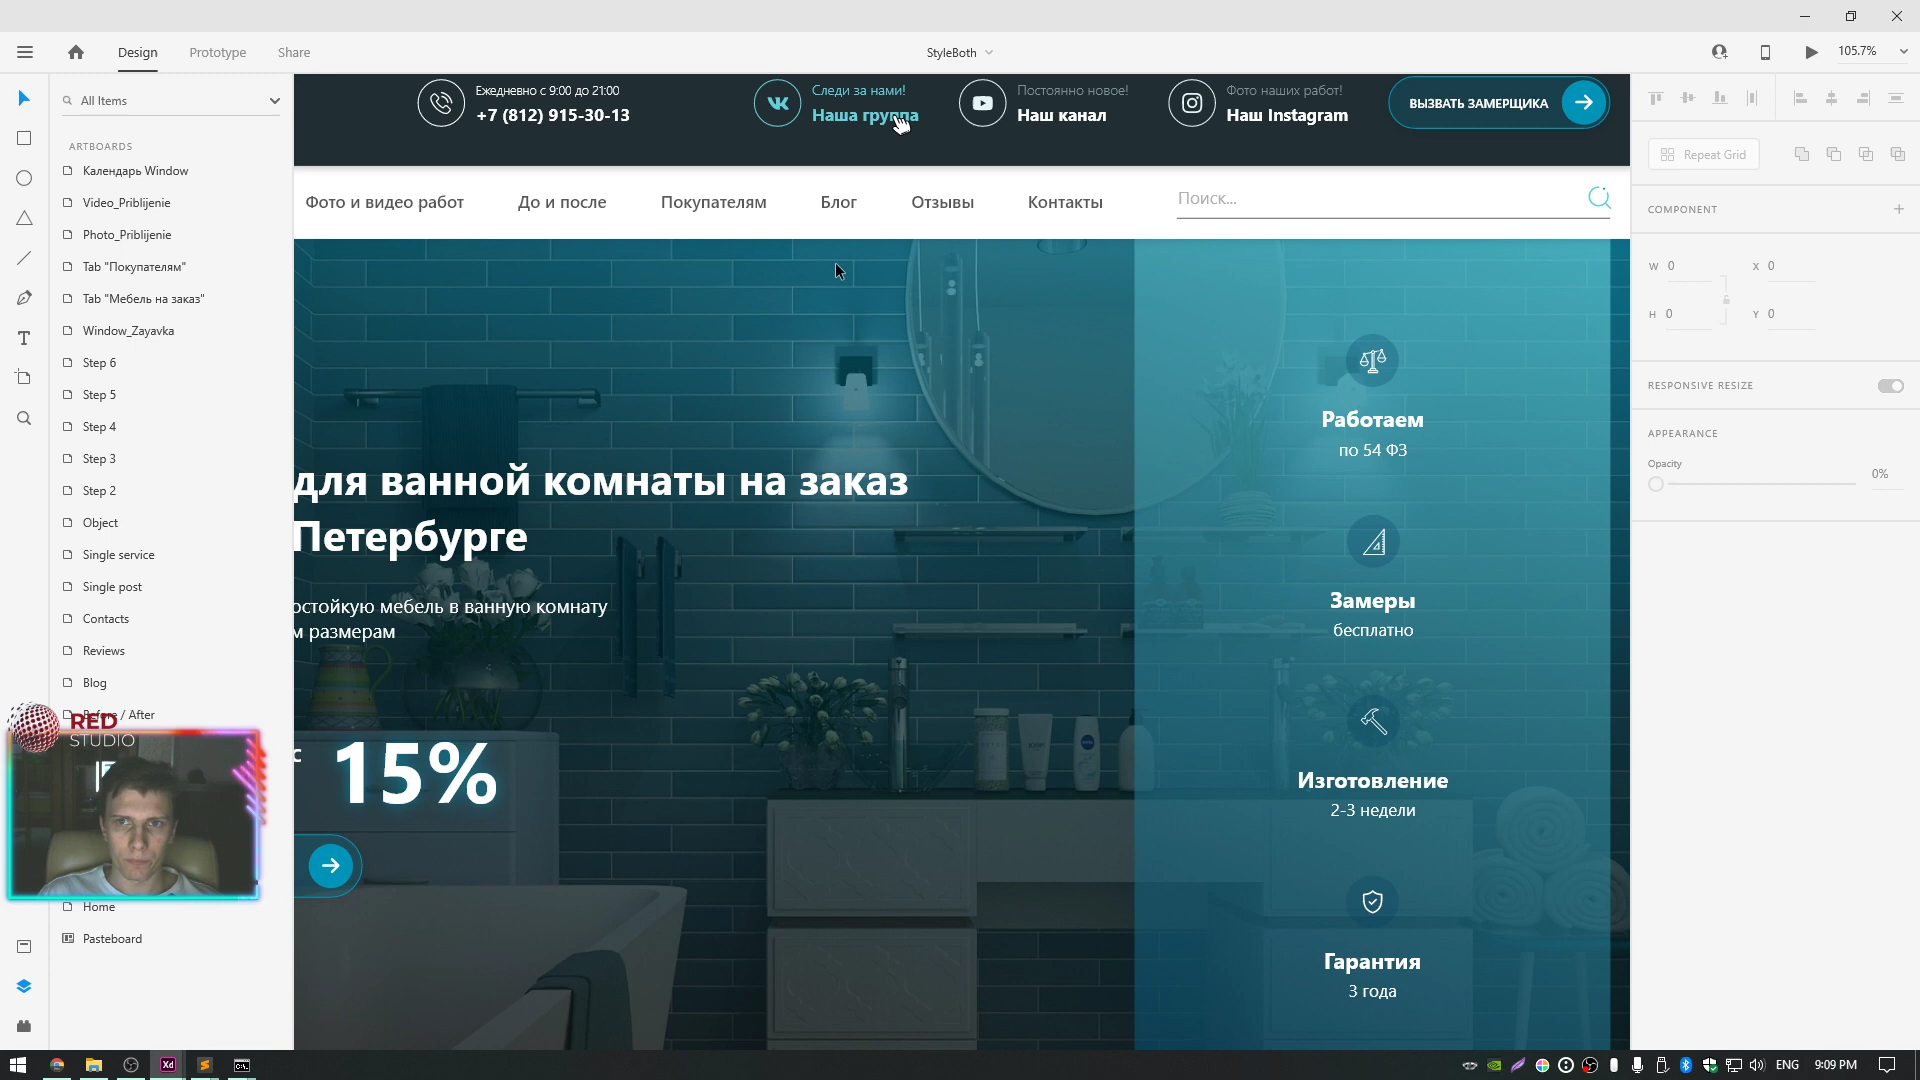 Design
Prototype
Share
StyleBoth
105.7%
All Items
ARTBOARDS
Календарь Window
Video_Priblijenie
Photo_Priblijenie
Tab "Покупателям"
Tab "Мебель на заказ"
Window_Zayavka
Step 6
Step 5
Step 4
Step 3
Step 2
Object
Single service
Single post
Contacts
Reviews
Blog
Before / After
RED
STUDIO
Home
Pasteboard
Ежедневно с 9:00 до 21:00
+7 (812) 915-30-13
Следи за нами!
Наша группа
Постоянно новое!
Наш канал
Фото наших работ!
Наш Instagram
ВЫЗВАТЬ ЗАМЕРЩИКА
Фото и видео работ
До и после
Покупателям
Блог
Отзывы
Контакты
Поиск...
для ванной комнаты на заказ
Петербурге
остойкую мебель в ванную комнату
м размерам
с 15%
Работаем
по 54 ФЗ
Замеры
бесплатно
Изготовление
2-3 недели
Гарантия
3 года
Repeat Grid
COMPONENT
W 0
X 0
H 0
Y 0
RESPONSIVE RESIZE
APPEARANCE
Opacity
0%
Xd
ENG
9:09 PM